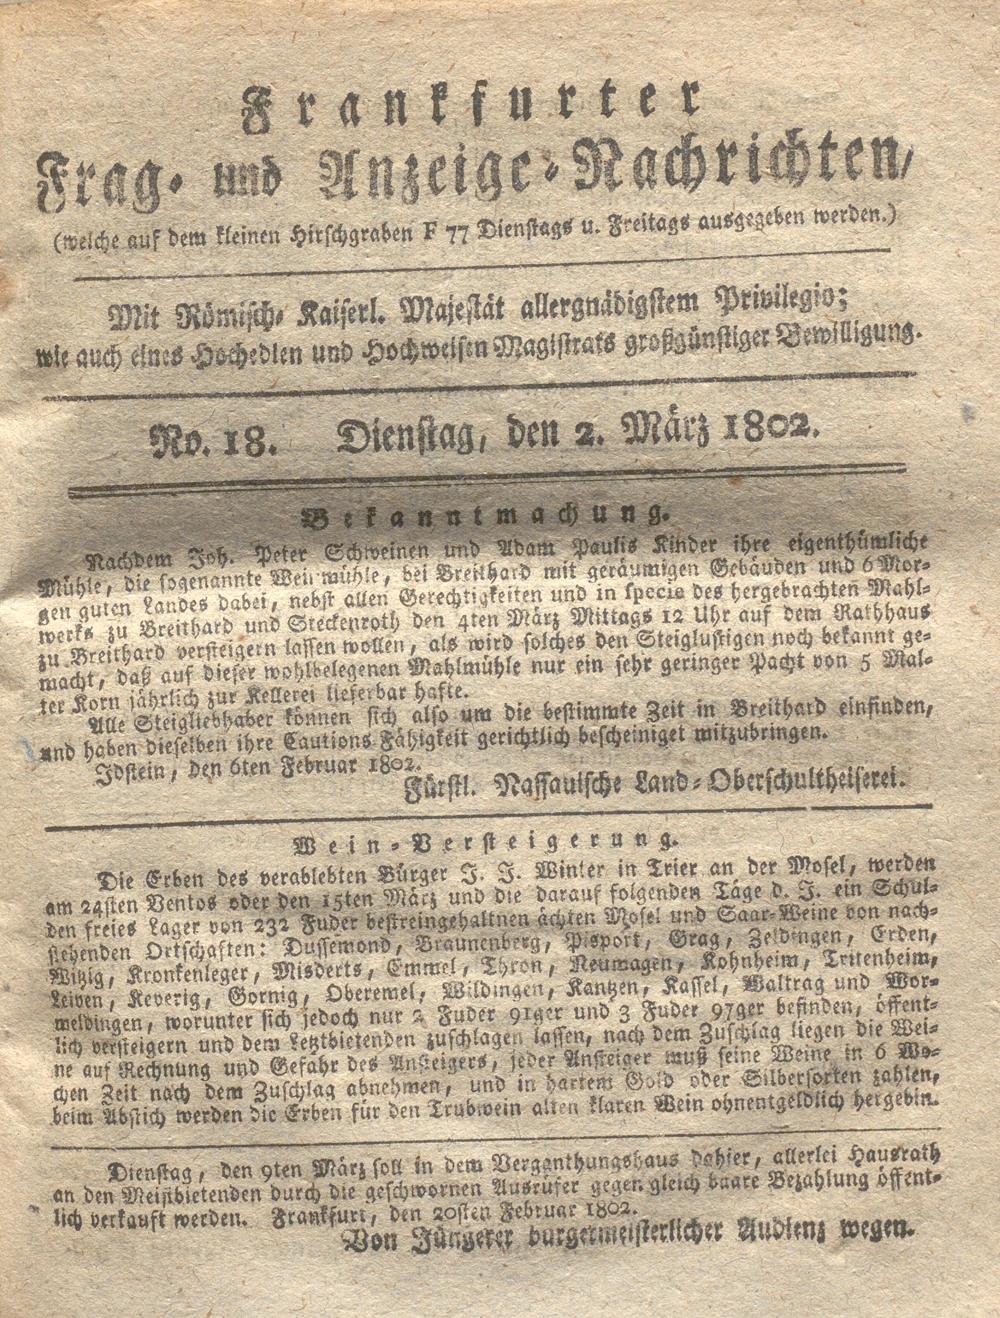 Frankfurter
Frag- und Anzeige-Nachrichten,
(welche auf dem kleinen Hirschgraben F 77 Dienstags u. Freitags ausgegeben werden.)
Mit Römisch- Kaiserl. Majestät allergnädigstem Privilegio;
wie auch eines Hochedlen und Hochweisen Magistrats großgünstiger Bewilligung.
No. 18. Dienstag, den 2. März 1802.
Bekanntmachung.
Nachdem Joh. Peter Schweinen und Adam Paulis Kinder ihre eigenthümliche
Mühle, die sogenannte Weiermühle, bei Breithard mit geräumigen Gebäuden und 6 Mor-
gen guten Landes dabei, nebst allen Gerechtigkeiten und in specie des hergebrachten Mahl-
werks zu Breithard und Steckenroth den 4ten März Mittags 12 Uhr auf dem Rathhaus
zu Breithard versteigern lassen wollen, als wird solches den Steiglustigen noch bekannt ge-
macht, daß auf dieser wohlbelegenen Mahlmühle nur ein sehr geringer Pacht von 5 Mal-
ter Korn jährlich zur Kellerei lieferbar hafte.
Alle Steigliebhaber können sich also um die bestimmte Zeit in Breithard einfinden,
und haben dieselben ihre Cautions-Fähigkeit gerichtlich bescheiniget mitzubringen.
Idstein, den 6ten Februar 1802.
Fürstl. Nassauische Land-Oberschultheiserei.
Wein-Versteigerung.
Die Erben des verablebten Bürger J. J. Winter in Trier an der Mosel, werden
am 24sten Ventos oder den 15ten März und die darauf folgenden Täge d. J. ein Schul-
den freies Lager von 232 Fuder bestreingehaltnen ächten Mosel und Saar-Weine von nach-
stehenden Ortschaften: Dussemond, Braunenberg, Pisport, Grag, Zeldingen, Erden,
Witzig, Kronkenleger, Misderts, Emmel, Thron, Neumagen, Kohnheim, Tritenheim,
Leiven, Keverig, Gornig, Oberemel, Wildingen, Kantzen, Kassel, Waltrag und Wor-
meldingen, worunter sich jedoch nur 2 Fuder 91ger und 3 Fuder 97ger befinden, öffent-
lich versteigern und dem Letztbietenden zuschlagen lassen, nach dem Zuschlag liegen die Wei-
ne auf Rechnung und Gefahr des Ansteigers, jeder Ansteiger muß seine Weine in 6 Wo-
chen Zeit nach dem Zuschlag abnehmen, und in hartem Gold oder Silbersorten zahlen,
beim Abstich werden die Erben für den Trubwein alten klaren Wein ohnentgeldlich hergebin.
Dienstag, den 9ten März soll in dem Verganthungshaus dahier, allerlei Hausrath
an den Meistbietenden durch die geschwornen Ausrüfer gegen gleich baare Bezahlung öffent-
lich verkauft werden. Frankfurt, den 20sten Februar 1802.
Von Jüngerer burgermeisterlicher Audienz wegen.